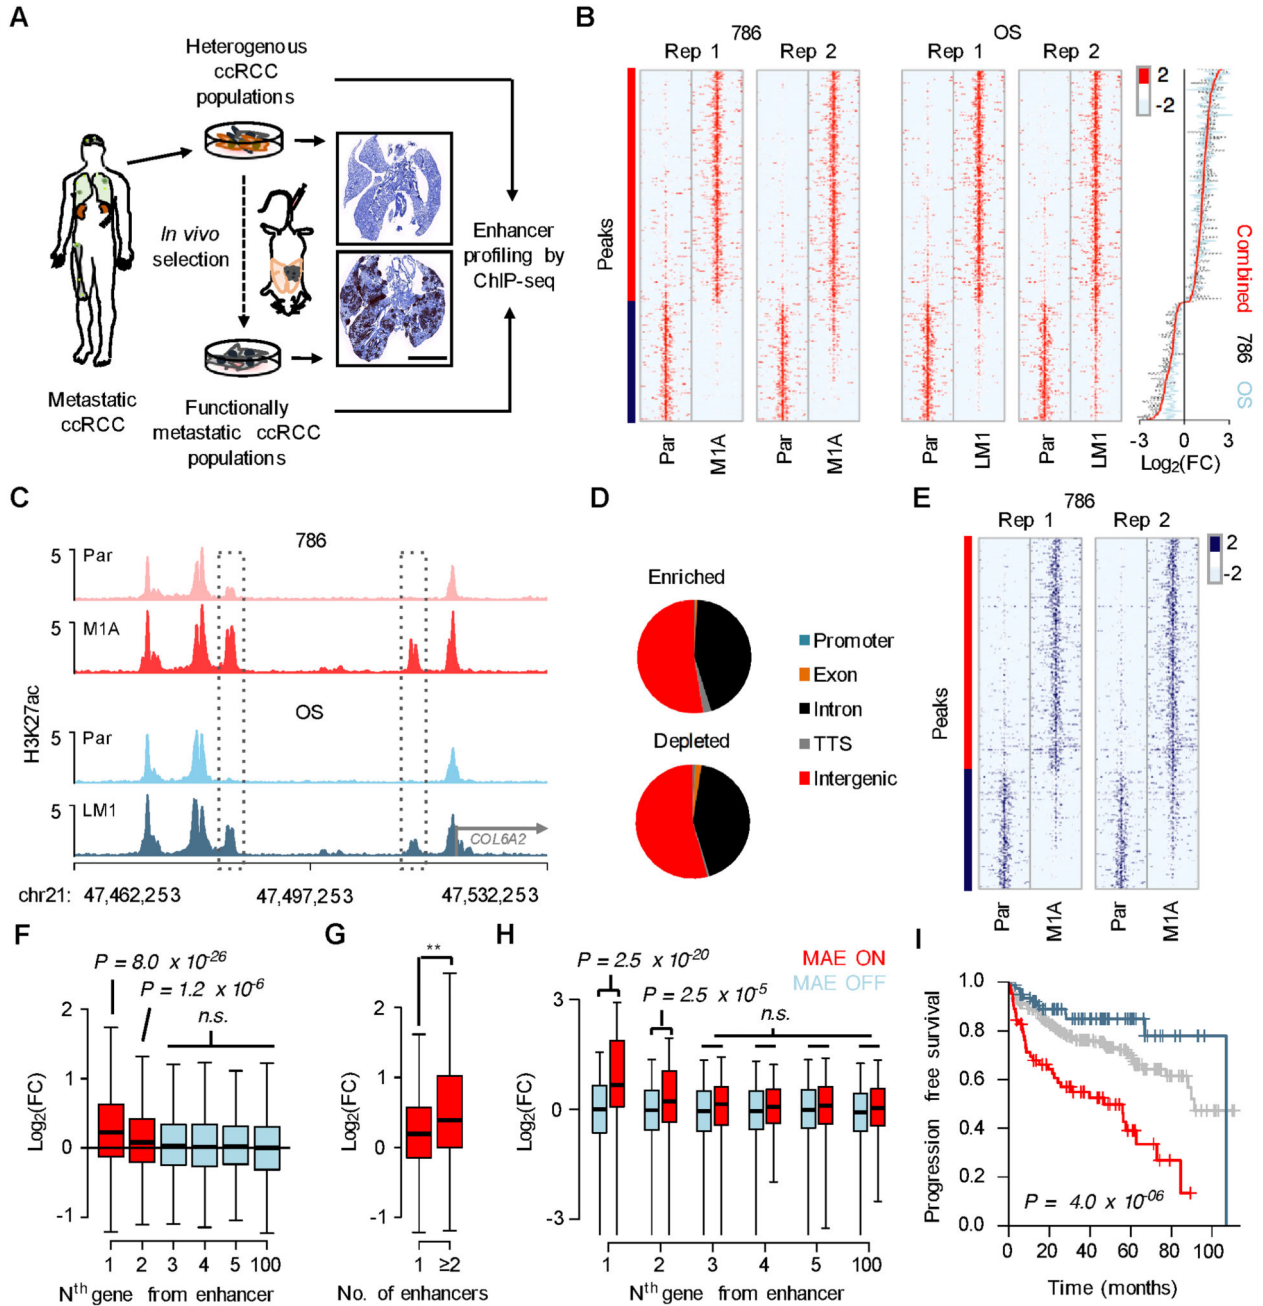 A
Heterogenous
ccRCC
populations
In vivo
selection
Enhancer
profiling by
ChIP-seq
Metastatic
ccRCC
Functionally
metastatic ccRCC
populations
B
786
OS
Rep 1
Rep 2
Rep 1
Rep 2
2
-2
Peaks
Combined
786
OS
Par
M1A
Par
M1A
Par
LM1
Par
LM1
-3 0 3
Log2(FC)
C
786
5
Par
5
M1A
OS
H3K27ac
5
Par
5
LM1
COL6A2
chr21: 47,462,253 47,497,253 47,532,253
D
Enriched
Depleted
Promoter
Exon
Intron
TTS
Intergenic
E
786
Rep 1
Rep 2
2
-2
Peaks
Par
M1A
Par
M1A
F
P = 8.0 x 10-26
P = 1.2 x 10-6
n.s.
Log2(FC)
2
1
0
-1
1 2 3 4 5 100
Nth gene from enhancer
G
**
Log2(FC)
2
1
0
-1
1 ≥2
No. of enhancers
H
P = 2.5 x 10-20
P = 2.5 x 10-5
n.s.
MAE ON
MAE OFF
Log2(FC)
3
0
-3
1 2 3 4 5 100
Nth gene from enhancer
I
Progression free survival
1.0
0.8
0.6
0.4
0.2
0.0
P = 4.0 x 10-06
0 20 40 60 80 100
Time (months)